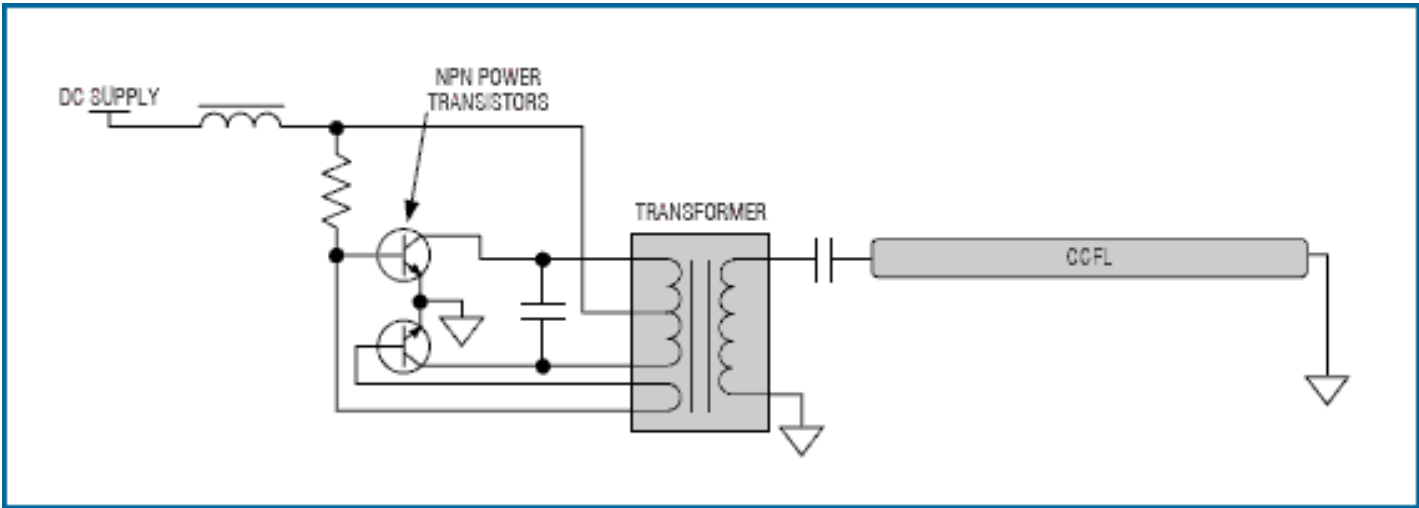 DC SUPPLY
NPN POWER
TRANSISTORS
TRANSFORMER
CCFL